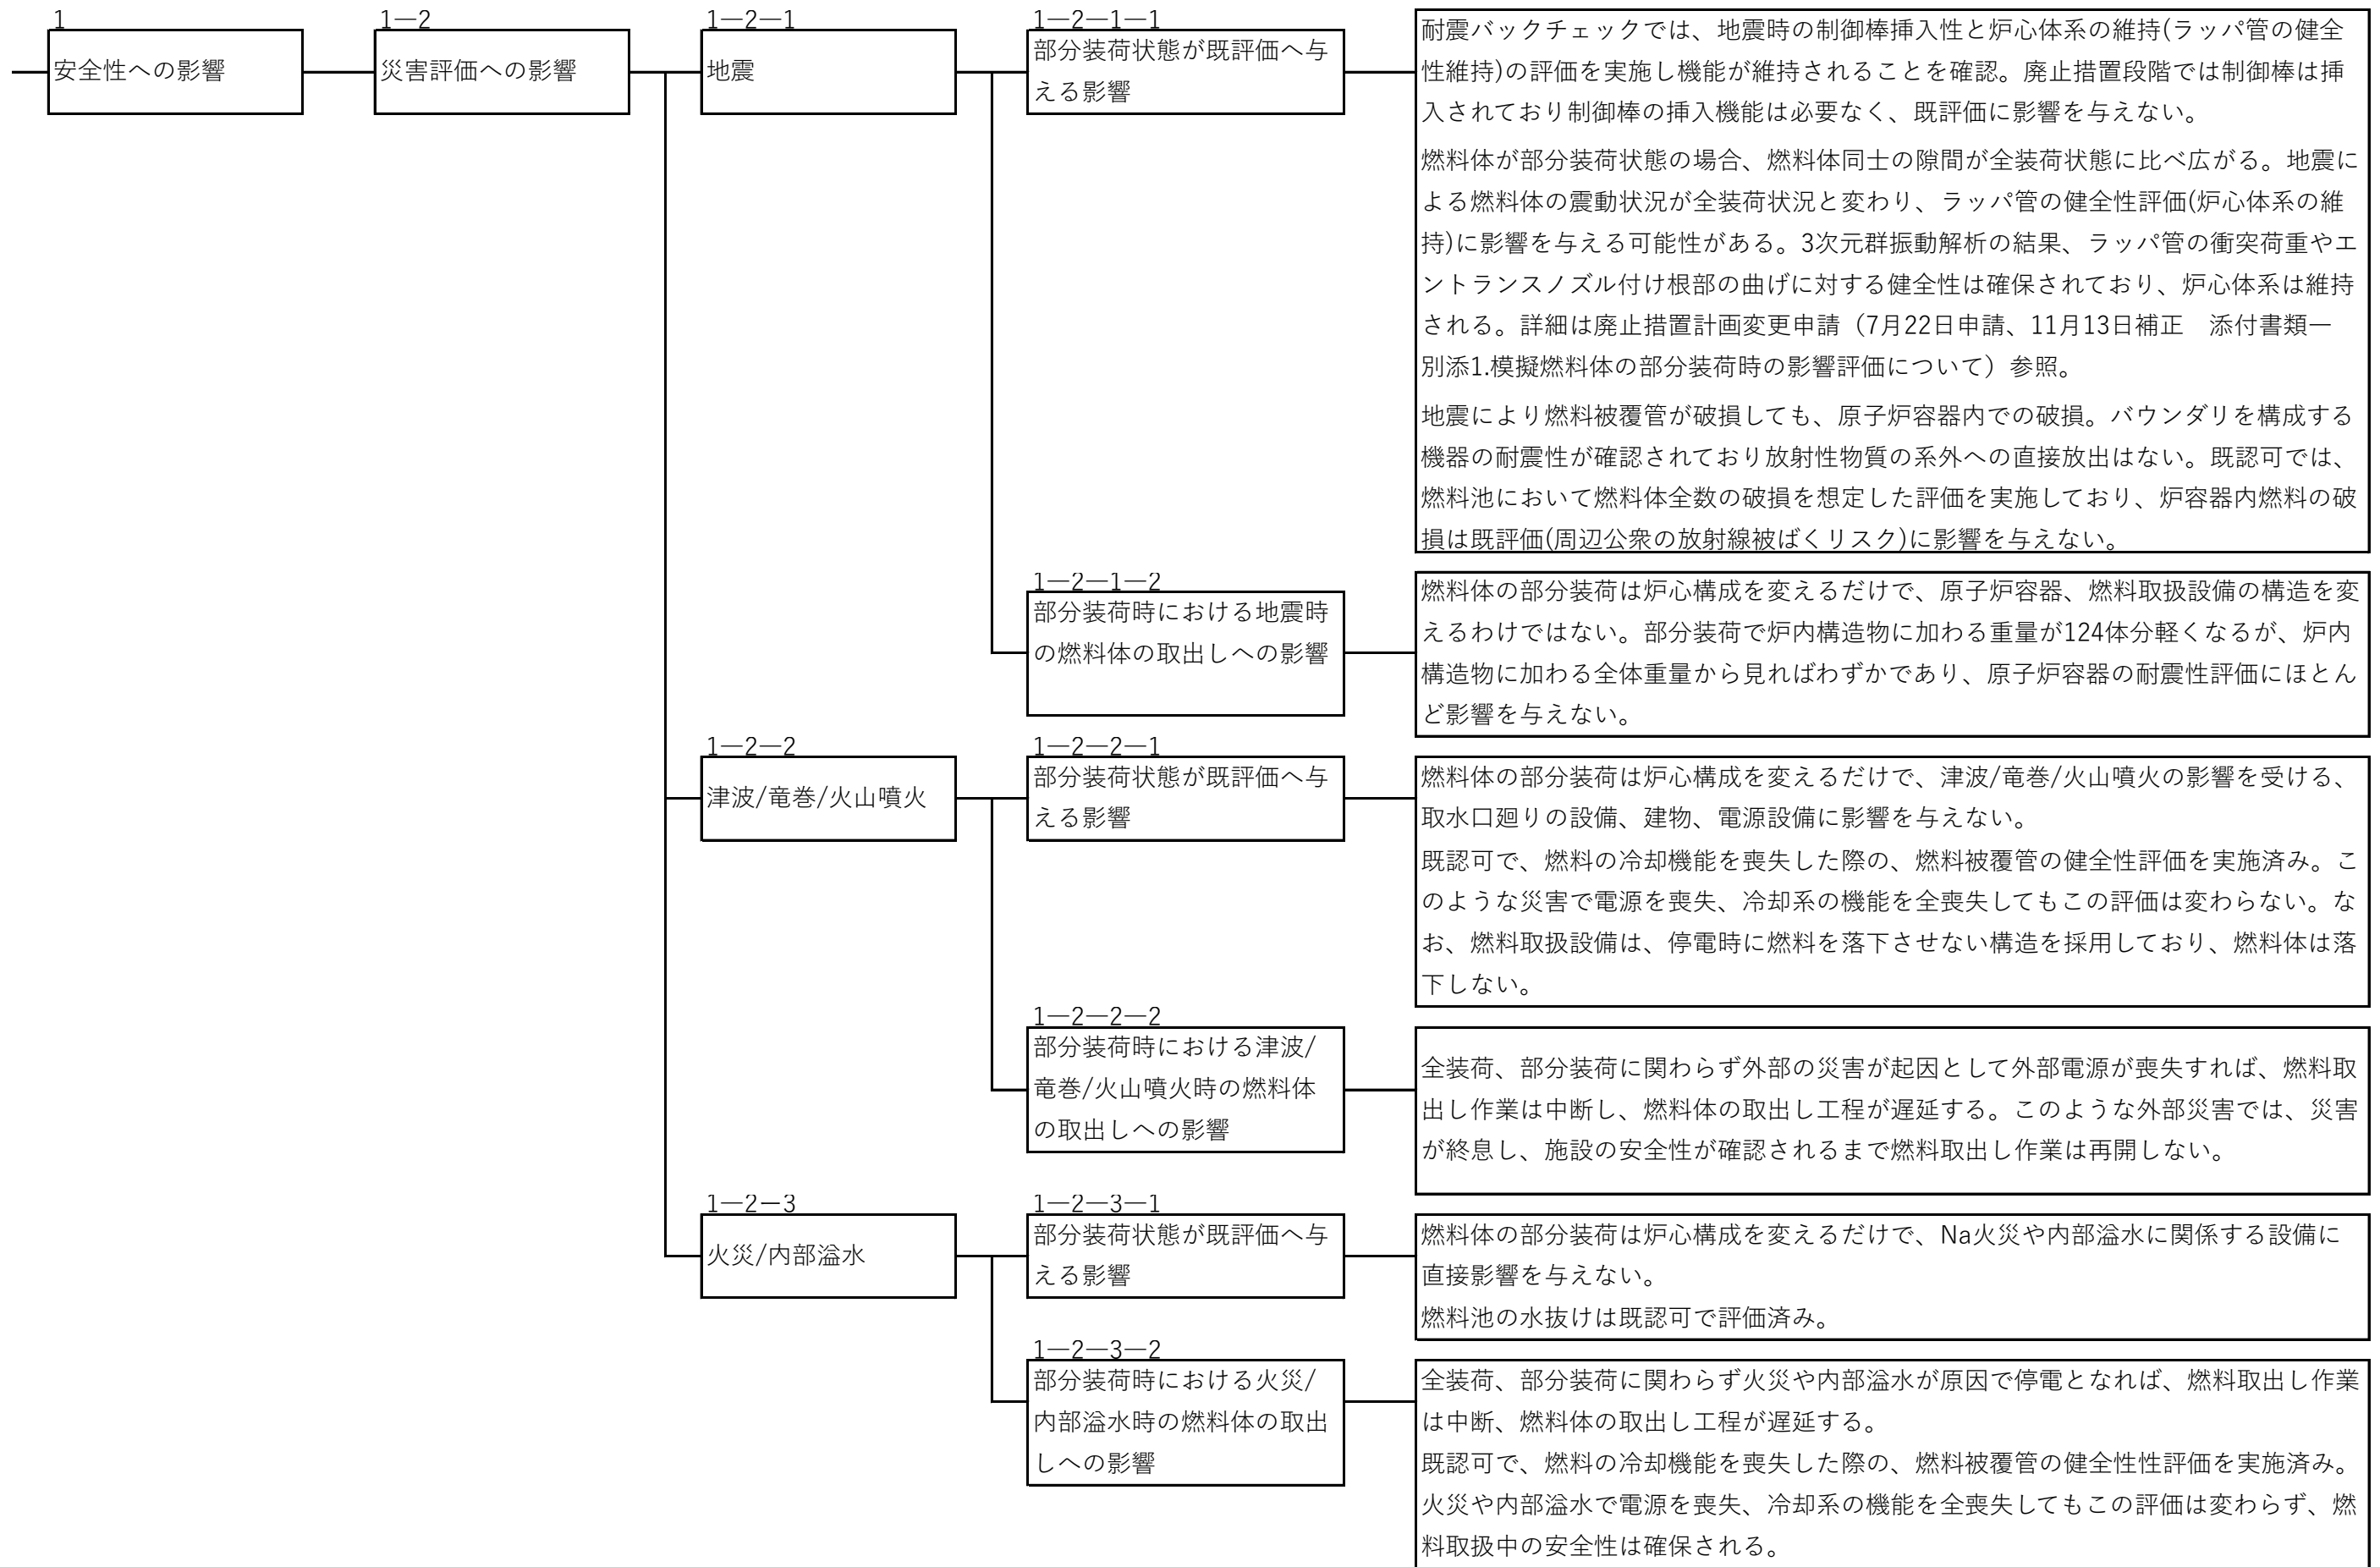 1
安全性への影響
1―2
災害評価への影響
1―2―1
地震
1―2―1―1
部分装荷状態が既評価へ与
える影響
耐震バックチェックでは、地震時の制御棒挿入性と炉心体系の維持(ラッパ管の健全
性維持)の評価を実施し機能が維持されることを確認。廃止措置段階では制御棒は挿
入されており制御棒の挿入機能は必要なく、既評価に影響を与えない。
燃料体が部分装荷状態の場合、燃料体同士の隙間が全装荷状態に比べ広がる。地震に
よる燃料体の震動状況が全装荷状況と変わり、ラッパ管の健全性評価(炉心体系の維
持)に影響を与える可能性がある。3次元群振動解析の結果、ラッパ管の衝突荷重やエ
ントランスノズル付け根部の曲げに対する健全性は確保されており、炉心体系は維持
される。詳細は廃止措置計画変更申請（7月22日申請、11月13日補正　添付書類一
別添1.模擬燃料体の部分装荷時の影響評価について）参照。
地震により燃料被覆管が破損しても、原子炉容器内での破損。バウンダリを構成する
機器の耐震性が確認されており放射性物質の系外への直接放出はない。既認可では、
燃料池において燃料体全数の破損を想定した評価を実施しており、炉容器内燃料の破
損は既評価(周辺公衆の放射線被ばくリスク)に影響を与えない。
1―2―1―2
部分装荷時における地震時
の燃料体の取出しへの影響
燃料体の部分装荷は炉心構成を変えるだけで、原子炉容器、燃料取扱設備の構造を変
えるわけではない。部分装荷で炉内構造物に加わる重量が124体分軽くなるが、炉内
構造物に加わる全体重量から見ればわずかであり、原子炉容器の耐震性評価にほとん
ど影響を与えない。
1―2―2
津波/竜巻/火山噴火
1―2―2―1
部分装荷状態が既評価へ与
える影響
燃料体の部分装荷は炉心構成を変えるだけで、津波/竜巻/火山噴火の影響を受ける、
取水口廻りの設備、建物、電源設備に影響を与えない。
既認可で、燃料の冷却機能を喪失した際の、燃料被覆管の健全性評価を実施済み。こ
のような災害で電源を喪失、冷却系の機能を全喪失してもこの評価は変わらない。な
お、燃料取扱設備は、停電時に燃料を落下させない構造を採用しており、燃料体は落
下しない。
1―2―2―2
部分装荷時における津波/
竜巻/火山噴火時の燃料体
の取出しへの影響
全装荷、部分装荷に関わらず外部の災害が起因として外部電源が喪失すれば、燃料取
出し作業は中断し、燃料体の取出し工程が遅延する。このような外部災害では、災害
が終息し、施設の安全性が確認されるまで燃料取出し作業は再開しない。
1―2－3
火災/内部溢水
1―2―3―1
部分装荷状態が既評価へ与
える影響
燃料体の部分装荷は炉心構成を変えるだけで、Na火災や内部溢水に関係する設備に
直接影響を与えない。
燃料池の水抜けは既認可で評価済み。
1―2―3―2
部分装荷時における火災/
内部溢水時の燃料体の取出
しへの影響
全装荷、部分装荷に関わらず火災や内部溢水が原因で停電となれば、燃料取出し作業
は中断、燃料体の取出し工程が遅延する。
既認可で、燃料の冷却機能を喪失した際の、燃料被覆管の健全性性評価を実施済み。
火災や内部溢水で電源を喪失、冷却系の機能を全喪失してもこの評価は変わらず、燃
料取扱中の安全性は確保される。